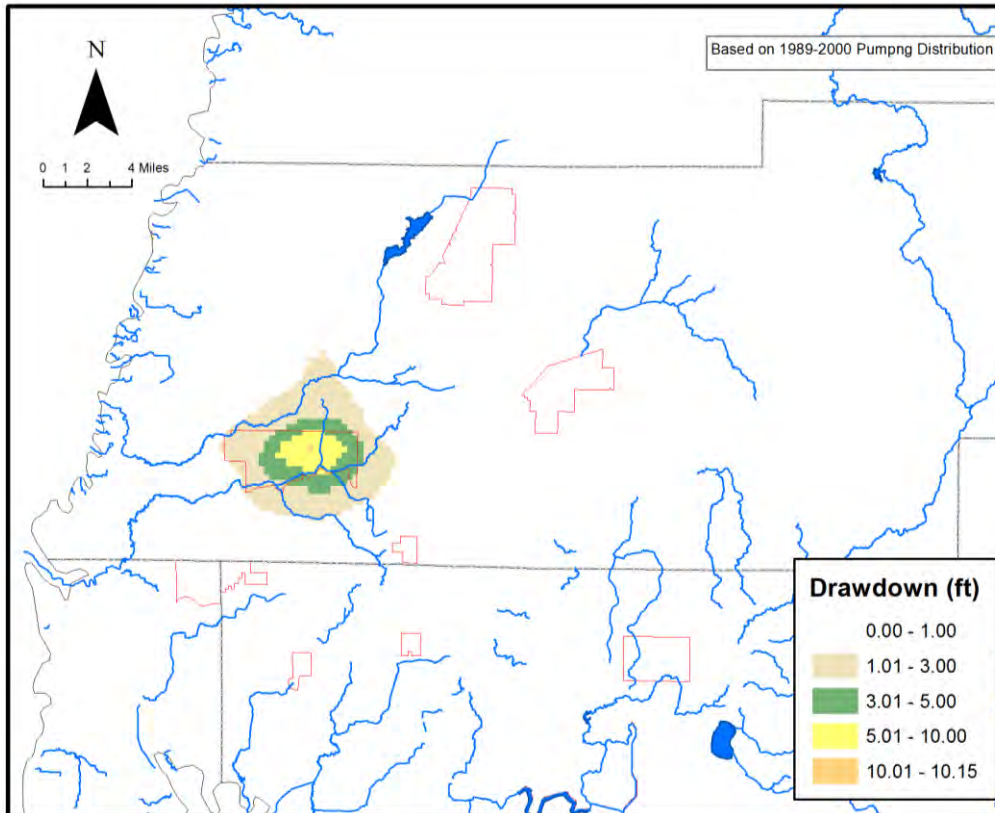 Based on 1989-2000 Pumpng Distribution
N
0 1 2 4 Miles
Drawdown (ft)
0.00 - 1.00
1.01 - 3.00
3.01 - 5.00
5.01 - 10.00
10.01 - 10.15